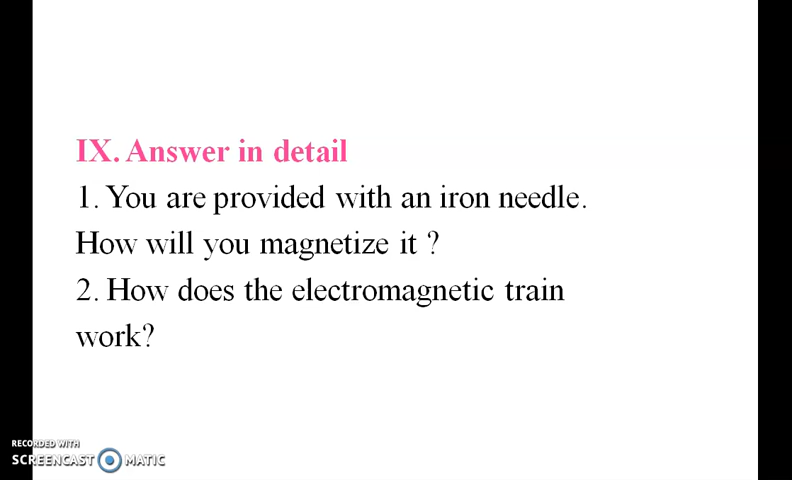 IX. Answer in detail
1. You are provided with an iron needle.
How will you magnetize it ?
2. How does the electromagnetic train
work?
RECORDED WITH
SCREENCAST MATIC